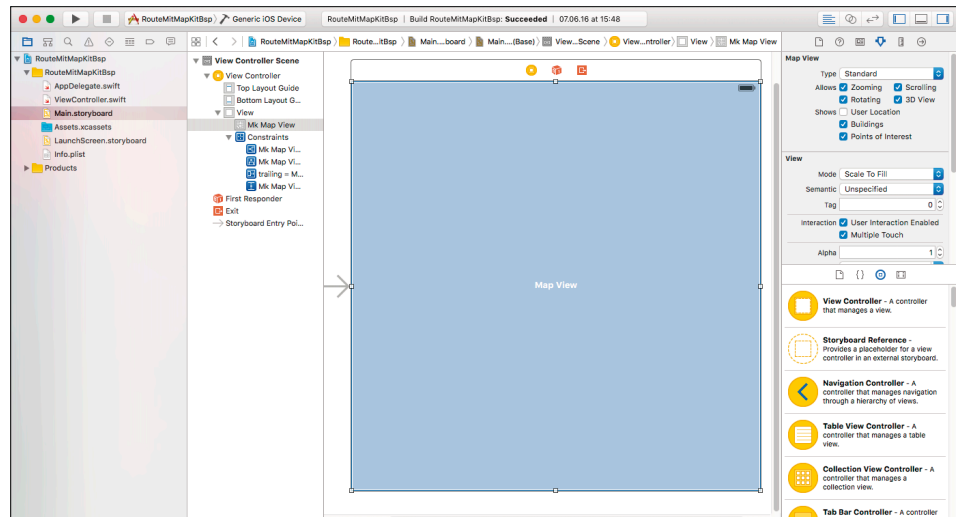 RouteMitMapKitBsp Generic iOS Device
RouteMitMapKitBsp | Build RouteMitMapKitBsp: Succeeded | 07.06.16 at 15:48
RouteMitMapKitBsp
Route...itBsp
Main....board
Main....(Base)
View...Scene
View...ntroller
View
Mk Map View
RouteMitMapKitBsp
RouteMitMapKitBsp
AppDelegate.swift
ViewController.swift
Main.storyboard
Assets.xcassets
LaunchScreen.storyboard
Info.plist
Products
View Controller Scene
View Controller
Top Layout Guide
Bottom Layout G...
View
Mk Map View
Constraints
Mk Map Vi...
Mk Map Vi...
trailing = M...
Mk Map Vi...
First Responder
Exit
Storyboard Entry Poi...
Map View
Map View
Type Standard
Allows Zooming Scrolling
Rotating 3D View
Shows User Location
Buildings
Points of Interest
View
Mode Scale To Fill
Semantic Unspecified
Tag 0
Interaction User Interaction Enabled
Multiple Touch
Alpha 1
{}
View Controller - A controller
that manages a view.
Storyboard Reference -
Provides a placeholder for a view
controller in an external storyboard.
Navigation Controller - A
controller that manages navigation
through a hierarchy of views.
Table View Controller - A
controller that manages a table
view.
Collection View Controller - A
controller that manages a
collection view.
Tab Bar Controller - A controller